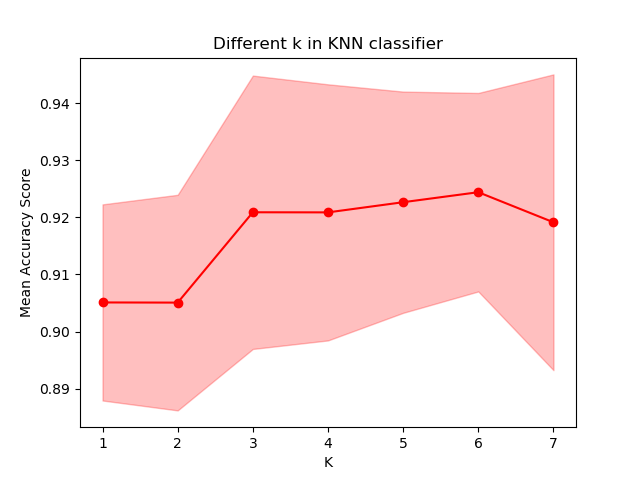 Different k in KNN classifier
0.94
0.93
0.92
0.91
0.90
0.89
Mean Accuracy Score
1 2 3 4 5 6 7
K